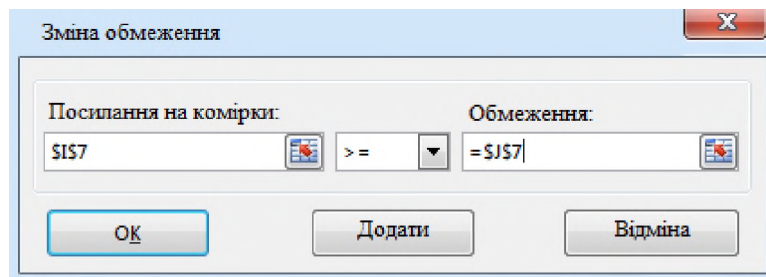 Зміна обмеження
Посилання на комірки: Обмеження:
$I$7 >= =$J$7
OK Додати Відміна